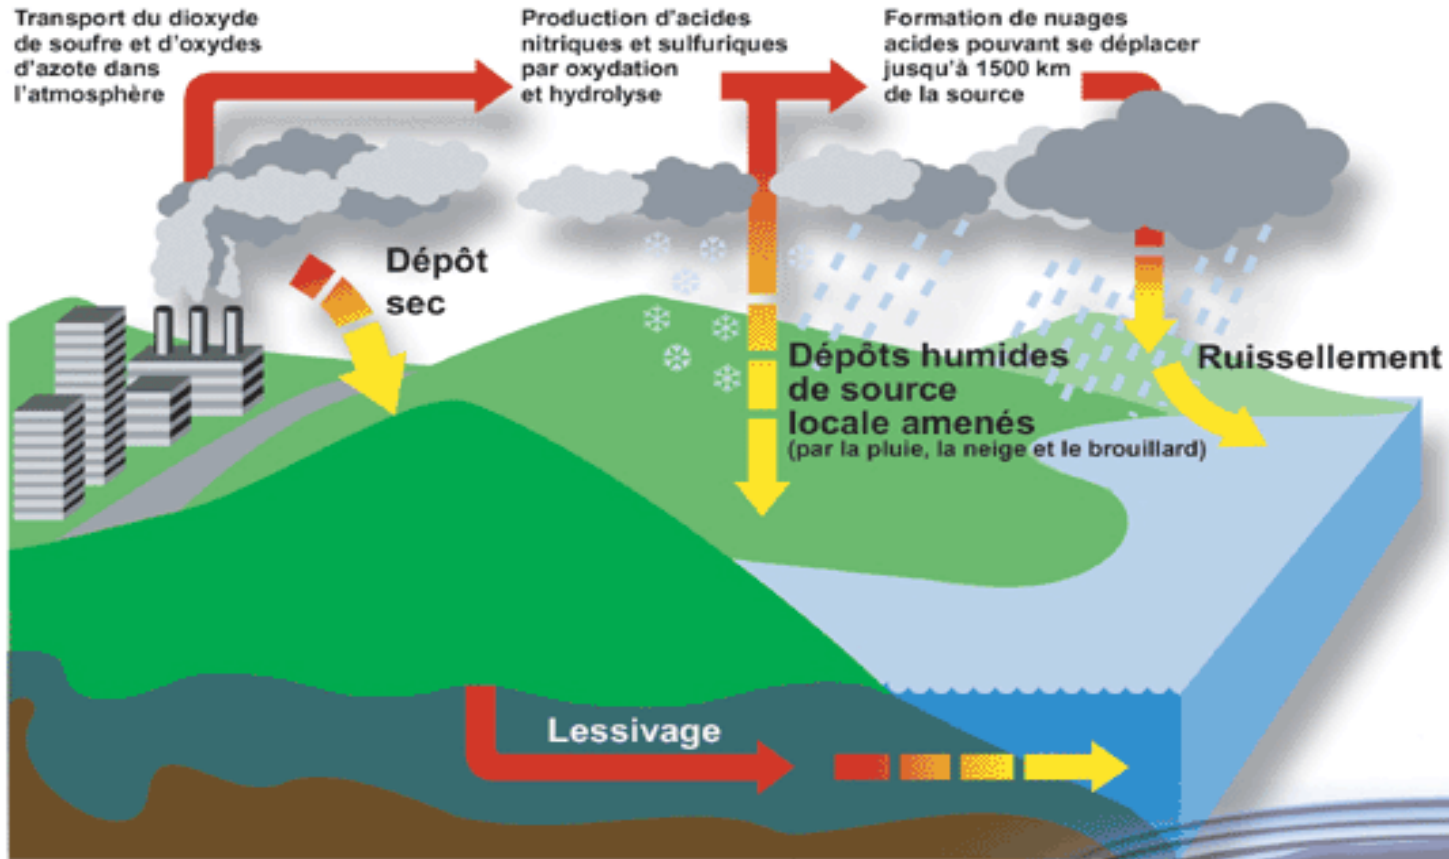 Transport du dioxyde
de soufre et d'oxydes
d'azote dans
l'atmosphère
Production d'acides
nitriques et sulfuriques
par oxydation
et hydrolyse
Formation de nuages
acides pouvant se déplacer
jusqu'à 1500 km
de la source
Dépôt
sec
Dépôts humides
de source
locale amenés
(par la pluie, la neige et le brouillard)
Ruissellement
Lessivage